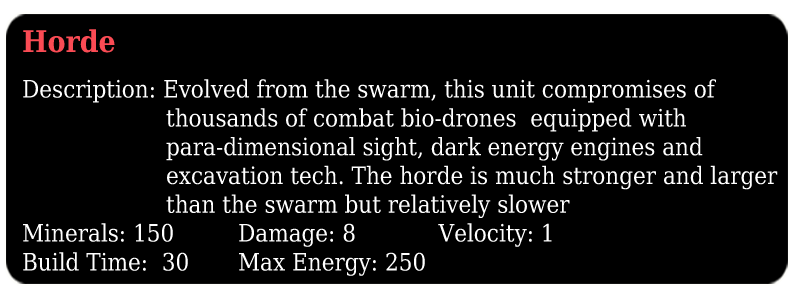 Horde
Description: Evolved from the swarm, this unit compromises of
thousands of combat bio-drones  equipped with
para-dimensional sight, dark energy engines and
excavation tech. The horde is much stronger and larger
than the swarm but relatively slower
Minerals: 150 Damage: 8 Velocity: 1
Build Time:  30 Max Energy: 250